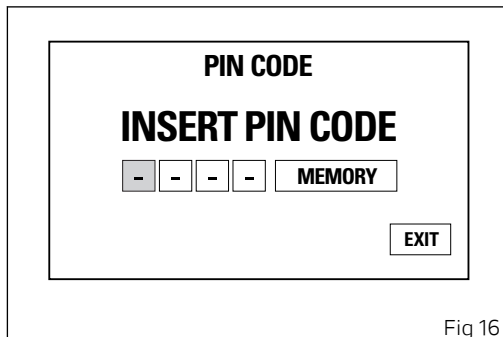 PIN CODE
INSERT PIN CODE
- - - - MEMORY
EXIT
Fig 16